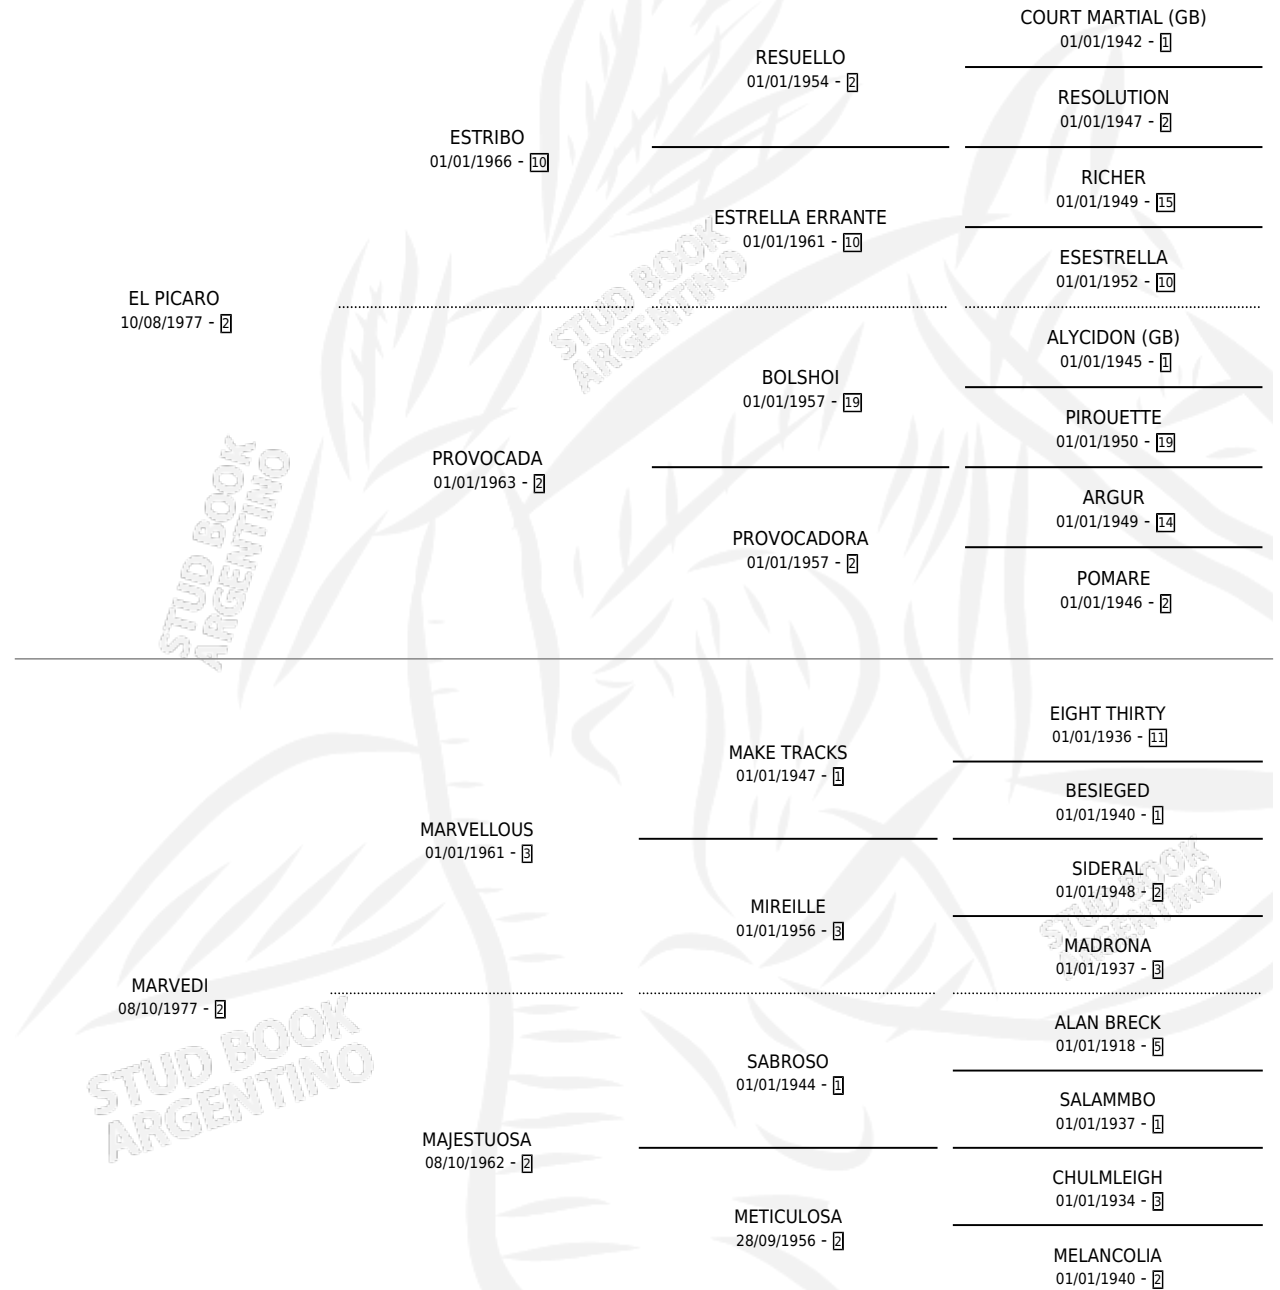 COURT MARTIAL (GB)
01/01/1942 - 1
RESUELLO
01/01/1954 - 2
RESOLUTION
01/01/1947 - 2
ESTRIBO
01/01/1966 - 10
RICHER
01/01/1949 - 15
ESTRELLA ERRANTE
01/01/1961 - 10
ESESTRELLA
01/01/1952 - 10
EL PICARO
10/08/1977 - 2
STUD BOOK
ARGENTINO
ALYCIDON (GB)
01/01/1945 - 1
BOLSHOI
01/01/1957 - 19
PIROUETTE
01/01/1950 - 19
PROVOCADA
01/01/1963 - 2
ARGUR
01/01/1949 - 14
PROVOCADORA
01/01/1957 - 2
POMARE
01/01/1946 - 2
STUD BOOK
ARGENTINO
EIGHT THIRTY
01/01/1936 - 11
MAKE TRACKS
01/01/1947 - 1
BESIEGED
01/01/1940 - 1
MARVELLOUS
01/01/1961 - 3
SIDERAL
01/01/1948 - 2
MIREILLE
01/01/1956 - 3
MADRONA
01/01/1937 - 3
STUD BOOK
ARGENTINO
MARVEDI
08/10/1977 - 2
STUD BOOK
ARGENTINO
ALAN BRECK
01/01/1918 - 5
SABROSO
01/01/1944 - 1
SALAMMBO
01/01/1937 - 1
MAJESTUOSA
08/10/1962 - 2
CHULMLEIGH
01/01/1934 - 3
METICULOSA
28/09/1956 - 2
MELANCOLIA
01/01/1940 - 2